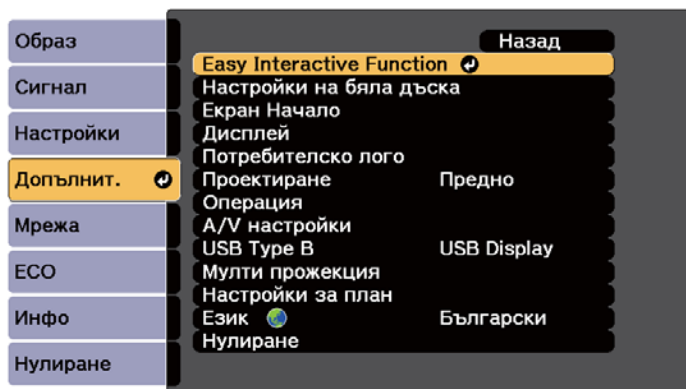 Образ
Сигнал
Настройки
Допълнит.
Мрежа
ECO
Инфо
Нулиране
Назад
Easy Interactive Function
Настройки на бяла дъска
Екран Начало
Дисплей
Потребителско лого
Проектиране Предно
Операция
A/V настройки
USB Type B USB Display
Мулти прожекция
Настройки за план
Език Български
Нулиране